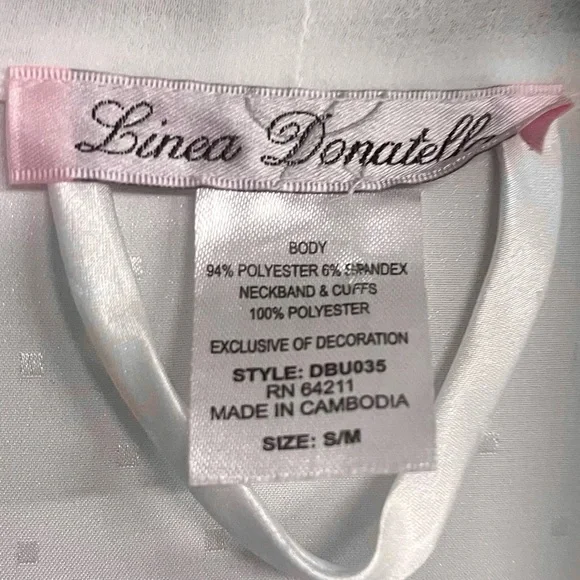 Linea Donatell
BODY
94% POLYESTER 6% SPANDEX
NECKBAND & CUFFS
100% POLYESTER
EXCLUSIVE OF DECORATION
STYLE: DBU035
RN 64211
MADE IN CAMBODIA
SIZE: S/M